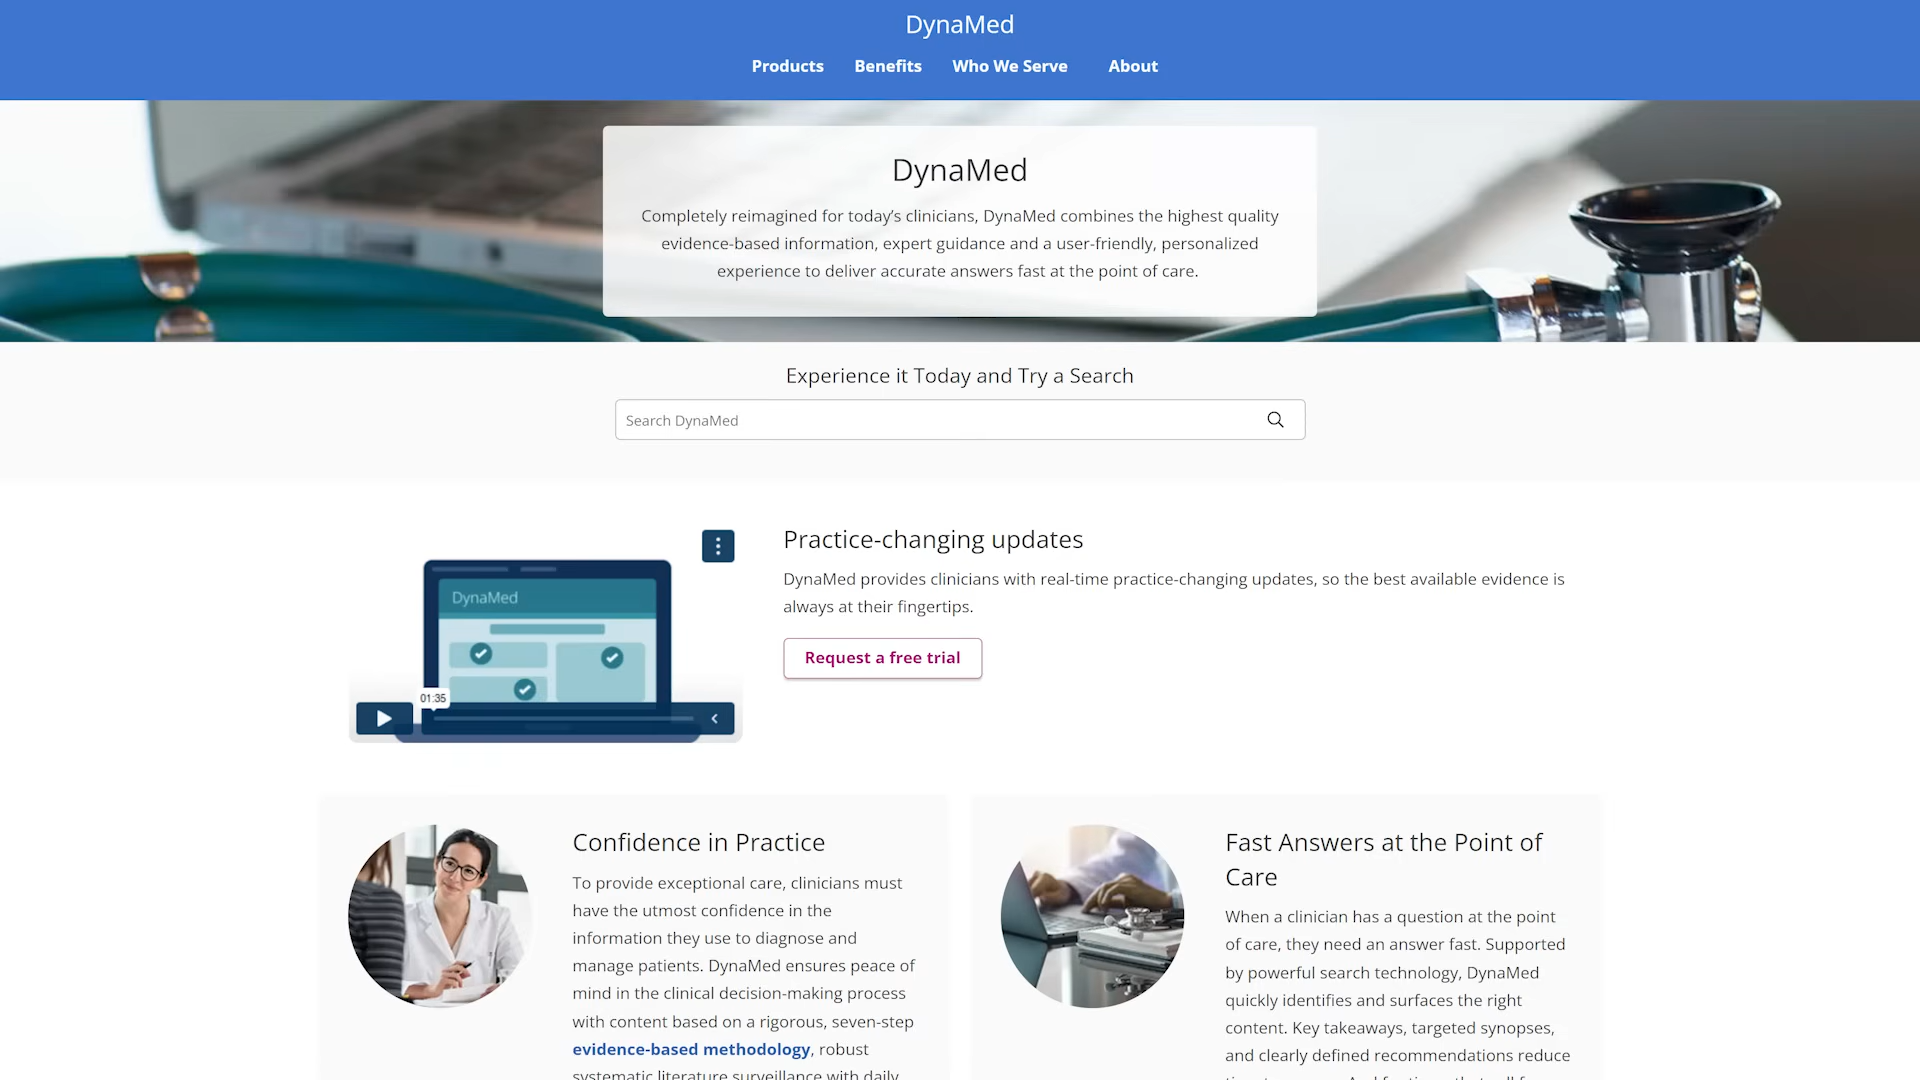 DynaMed
Products Benefits Who We Serve About
DynaMed
Completely reimagined for today’s clinicians, DynaMed combines the highest quality
evidence-based information, expert guidance and a user-friendly, personalized
experience to deliver accurate answers fast at the point of care.
Experience it Today and Try a Search
Search DynaMed
DynaMed
01:35
Practice-changing updates
DynaMed provides clinicians with real-time practice-changing updates, so the best available evidence is
always at their fingertips.
Request a free trial
Confidence in Practice
To provide exceptional care, clinicians must
have the utmost confidence in the
information they use to diagnose and
manage patients. DynaMed ensures peace of
mind in the clinical decision-making process
with content based on a rigorous, seven-step
evidence-based methodology, robust
systematic literature surveillance with daily
Fast Answers at the Point of
Care
When a clinician has a question at the point
of care, they need an answer fast. Supported
by powerful search technology, DynaMed
quickly identifies and surfaces the right
content. Key takeaways, targeted synopses,
and clearly defined recommendations reduce